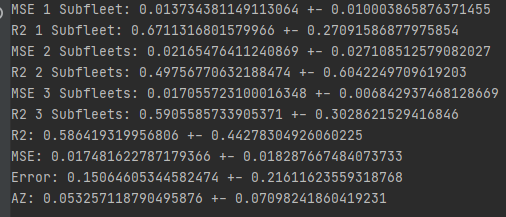 MSE 1 Subfleet: 0.013734381149113064 +- 0.010003865876371455
R2 1 Subfleet: 0.6711316801579966 +- 0.27091586877975854
MSE 2 Subfleets: 0.02165476411240869 +- 0.027108512579082027
R2 2 Subfleets: 0.49756770632188474 +- 0.6042249709619203
MSE 3 Subfleets: 0.017055723100016348 +- 0.006842937468128669
R2 3 Subfleets: 0.5905585733905371 +- 0.3028621529416846
R2: 0.586419319956806 +- 0.44278304926060225
MSE: 0.017481622787179366 +- 0.018287667484073733
Error: 0.15064605344582474 +- 0.21611623559318768
AZ: 0.053257118790495876 +- 0.07098241860419231